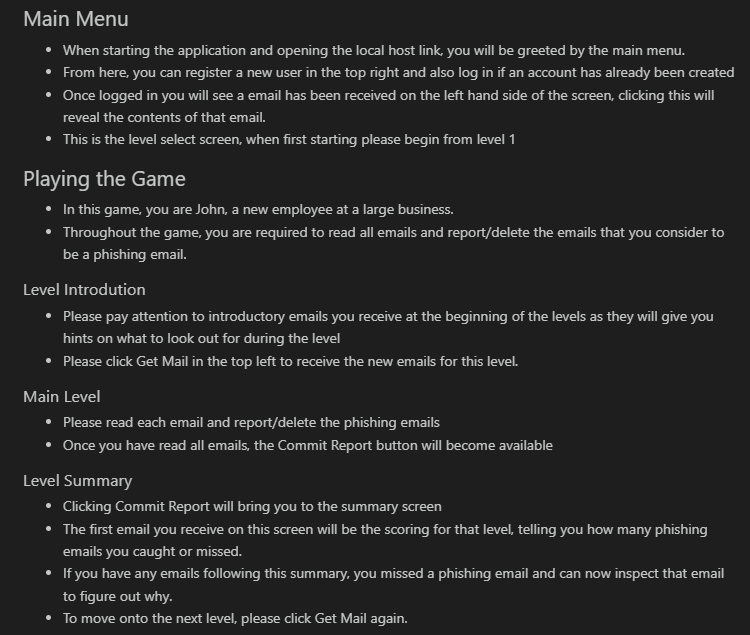 Main Menu
• When starting the application and opening the local host link, you will be greeted by the main menu.
• From here, you can register a new user in the top right and also log in if an account has already been created
• Once logged in you will see a email has been received on the left hand side of the screen, clicking this will
reveal the contents of that email.
• This is the level select screen, when first starting please begin from level 1
Playing the Game
• In this game, you are John, a new employee at a large business.
• Throughout the game, you are required to read all emails and report/delete the emails that you consider to
be a phishing email.
Level Introdution
• Please pay attention to introductory emails you receive at the beginning of the levels as they will give you
hints on what to look out for during the level
• Please click Get Mail in the top left to receive the new emails for this level.
Main Level
• Please read each email and report/delete the phishing emails
• Once you have read all emails, the Commit Report button will become available
Level Summary
• Clicking Commit Report will bring you to the summary screen
• The first email you receive on this screen will be the scoring for that level, telling you how many phishing
emails you caught or missed.
• If you have any emails following this summary, you missed a phishing email and can now inspect that email
to figure out why.
• To move onto the next level, please click Get Mail again.